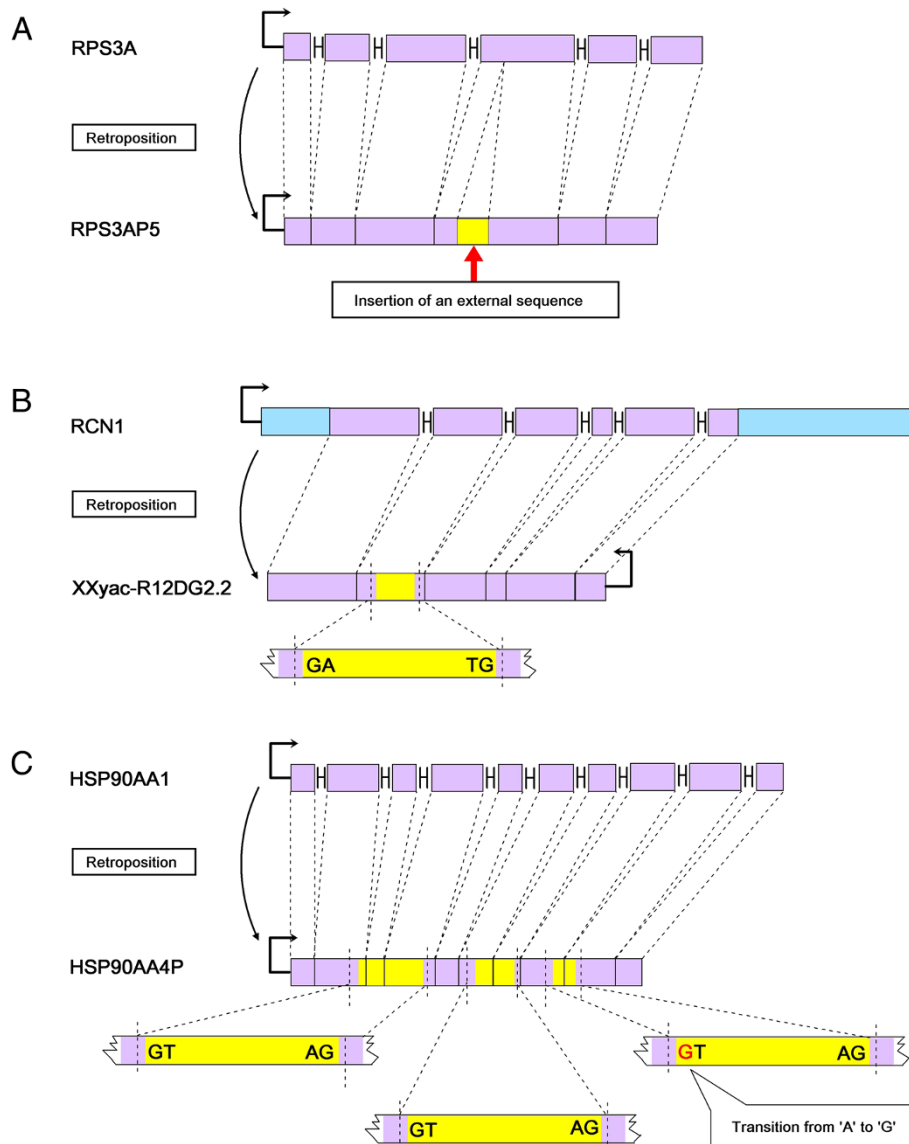 A
RPS3A
Retroposition
RPS3AP5
Insertion of an external sequence
B
RCN1
Retroposition
XXyac-R12DG2.2
GA TG
C
HSP90AA1
Retroposition
HSP90AA4P
GT AG
GT AG
GT AG
Transition from 'A' to 'G'